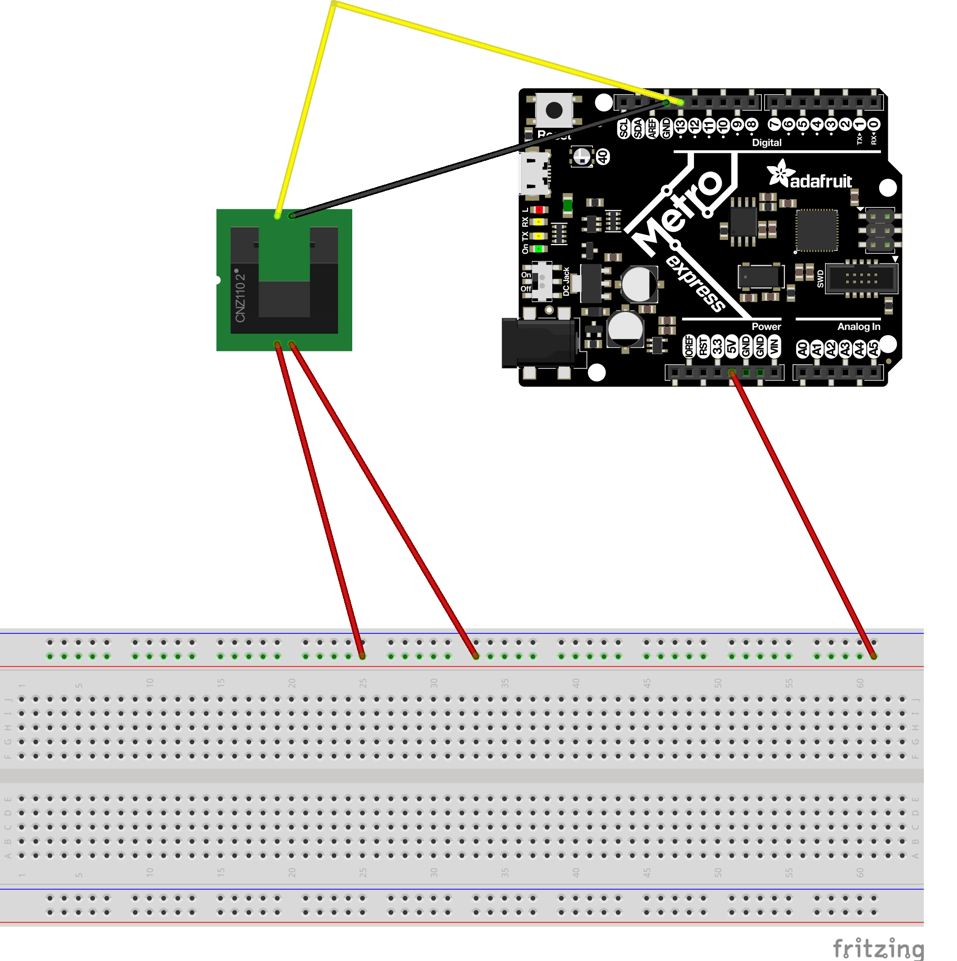 Reset
SCL SDA AREF GND 13 12 11 10 9 8 7 6 5 4 3 2 1 0
TX▸ RX◂
Digital
40
adafruit
Metro
express
L
RX
TX
On
CNZ1102
On
Off
DC Jack
SWD
Power
Analog In
RST 3.3 5V GND GND VIN A0 A1 A2 A3 A4 A5
1 5 10 15 20 25 30 35 40 45 50 55 60
J J
I I
H H
G G
F F
E E
D D
C C
B B
A A
1 5 10 15 20 25 30 35 40 45 50 55 60
fritzing